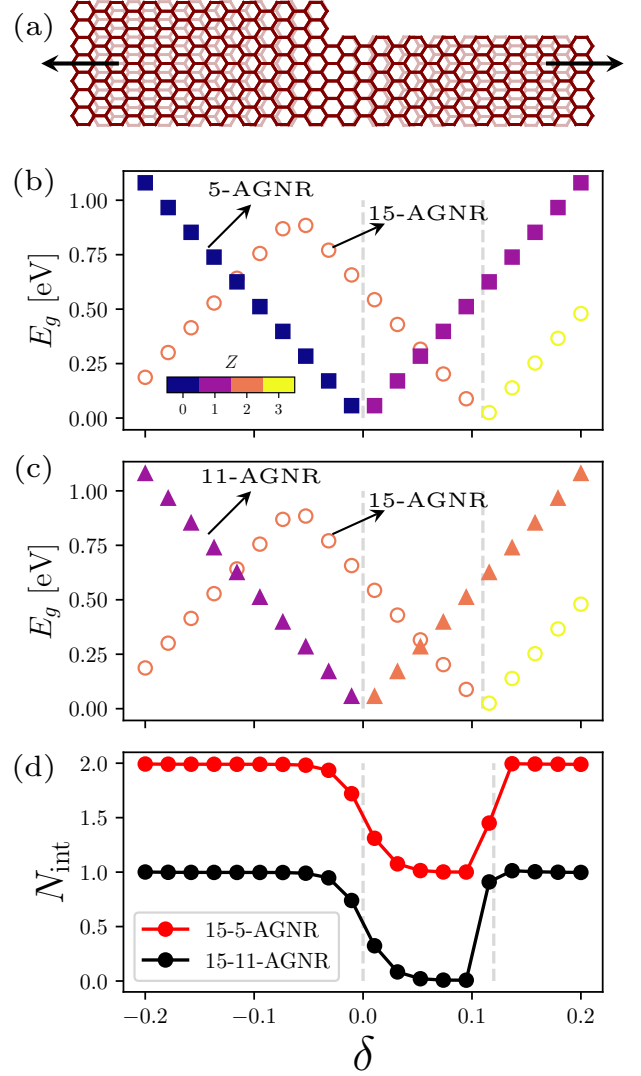 (a)
(b)
5-AGNR
15-AGNR
E_g [eV]
1.00
0.75
0.50
0.25
0.00
Z
0 1 2 3
(c)
11-AGNR
15-AGNR
E_g [eV]
1.00
0.75
0.50
0.25
0.00
(d)
N_int
2.0
1.5
1.0
0.5
0.0
15-5-AGNR
15-11-AGNR
−0.2 −0.1 0.0 0.1 0.2
δ